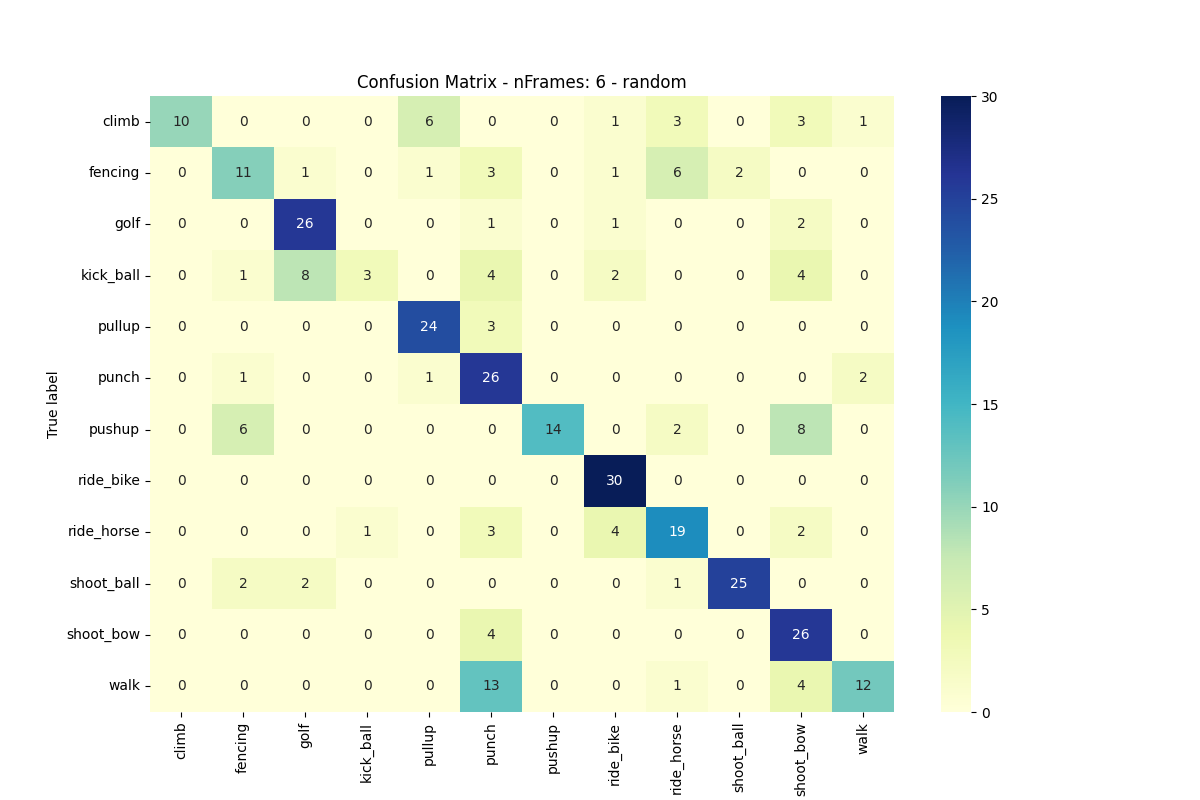 Confusion Matrix - nFrames: 6 - random
climb 10 0 0 0 6 0 0 1 3 0 3 1
fencing 0 11 1 0 1 3 0 1 6 2 0 0
golf 0 0 26 0 0 1 0 1 0 0 2 0
kick_ball 0 1 8 3 0 4 0 2 0 0 4 0
pullup 0 0 0 0 24 3 0 0 0 0 0 0
punch 0 1 0 0 1 26 0 0 0 0 0 2
pushup 0 6 0 0 0 0 14 0 2 0 8 0
ride_bike 0 0 0 0 0 0 0 30 0 0 0 0
ride_horse 0 0 0 1 0 3 0 4 19 0 2 0
shoot_ball 0 2 2 0 0 0 0 0 1 25 0 0
shoot_bow 0 0 0 0 0 4 0 0 0 0 26 0
walk 0 0 0 0 0 13 0 0 1 0 4 12
True label
climb fencing golf kick_ball pullup punch pushup ride_bike ride_horse shoot_ball shoot_bow walk
30
25
20
15
10
5
0